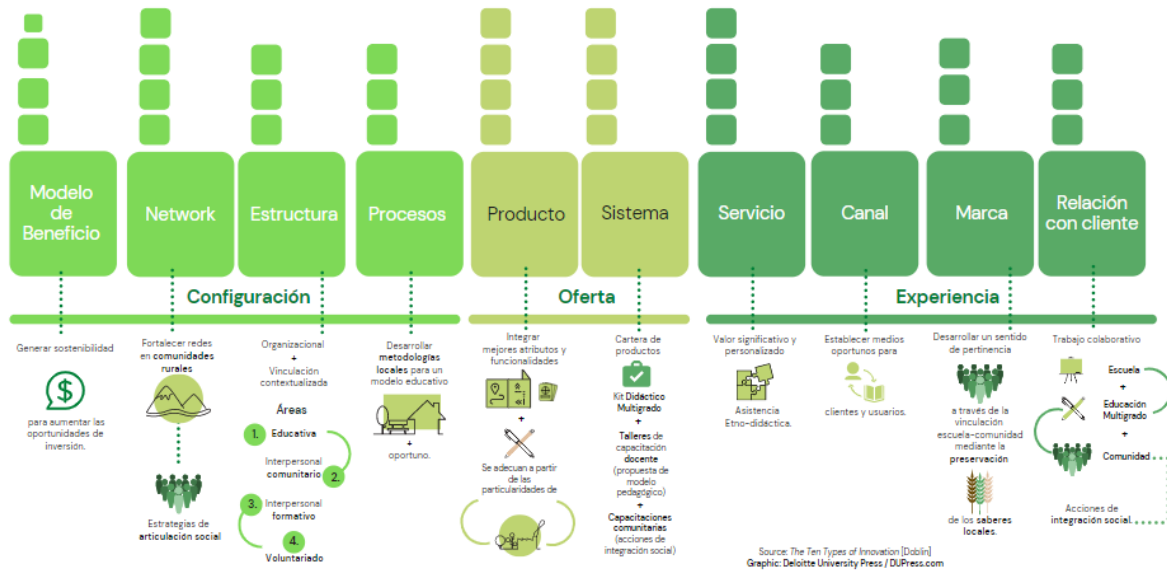 Modelo
de
Beneficio
Network
Estructura
Procesos
Producto
Sistema
Servicio
Canal
Marca
Relación
con cliente
Configuración
Oferta
Experiencia
Generar sostenibilidad
$
para aumentar las
oportunidades de
inversión.
Fortalecer redes
en comunidades
rurales
Estrategias de
articulación social
Organizacional
+
Vinculación
contextualizada
Áreas
1. Educativa
Interpersonal
comunitario 2.
3. Interpersonal
formativo
4.
Voluntariado
Desarrollar
metodologías
locales para un
modelo educativo
+
oportuno.
Integrar
mejores atributos y
funcionalidades
+
Se adecuan a partir
de las
particularidades de
Cartera de
productos
Kit Didáctico
Multigrado
+
Talleres de
capacitación
docente
(propuesta de
modelo
pedagógico)
+
Capacitaciones
comunitarias
(acciones de
integración social)
Valor significativo y
personalizado
Asistencia
Etno-didáctica.
Establecer medios
oportunos para
clientes y usuarios.
Desarrollar un sentido
de pertinencia
a través de la
vinculación
escuela-comunidad
mediante la
preservación
de los saberes
locales.
Trabajo colaborativo
Escuela
+
Educación
Multigrado
+
Comunidad
Acciones de
integración social.
Source: The Ten Types of Innovation [Doblin]
Graphic: Deloitte University Press / DUPress.com